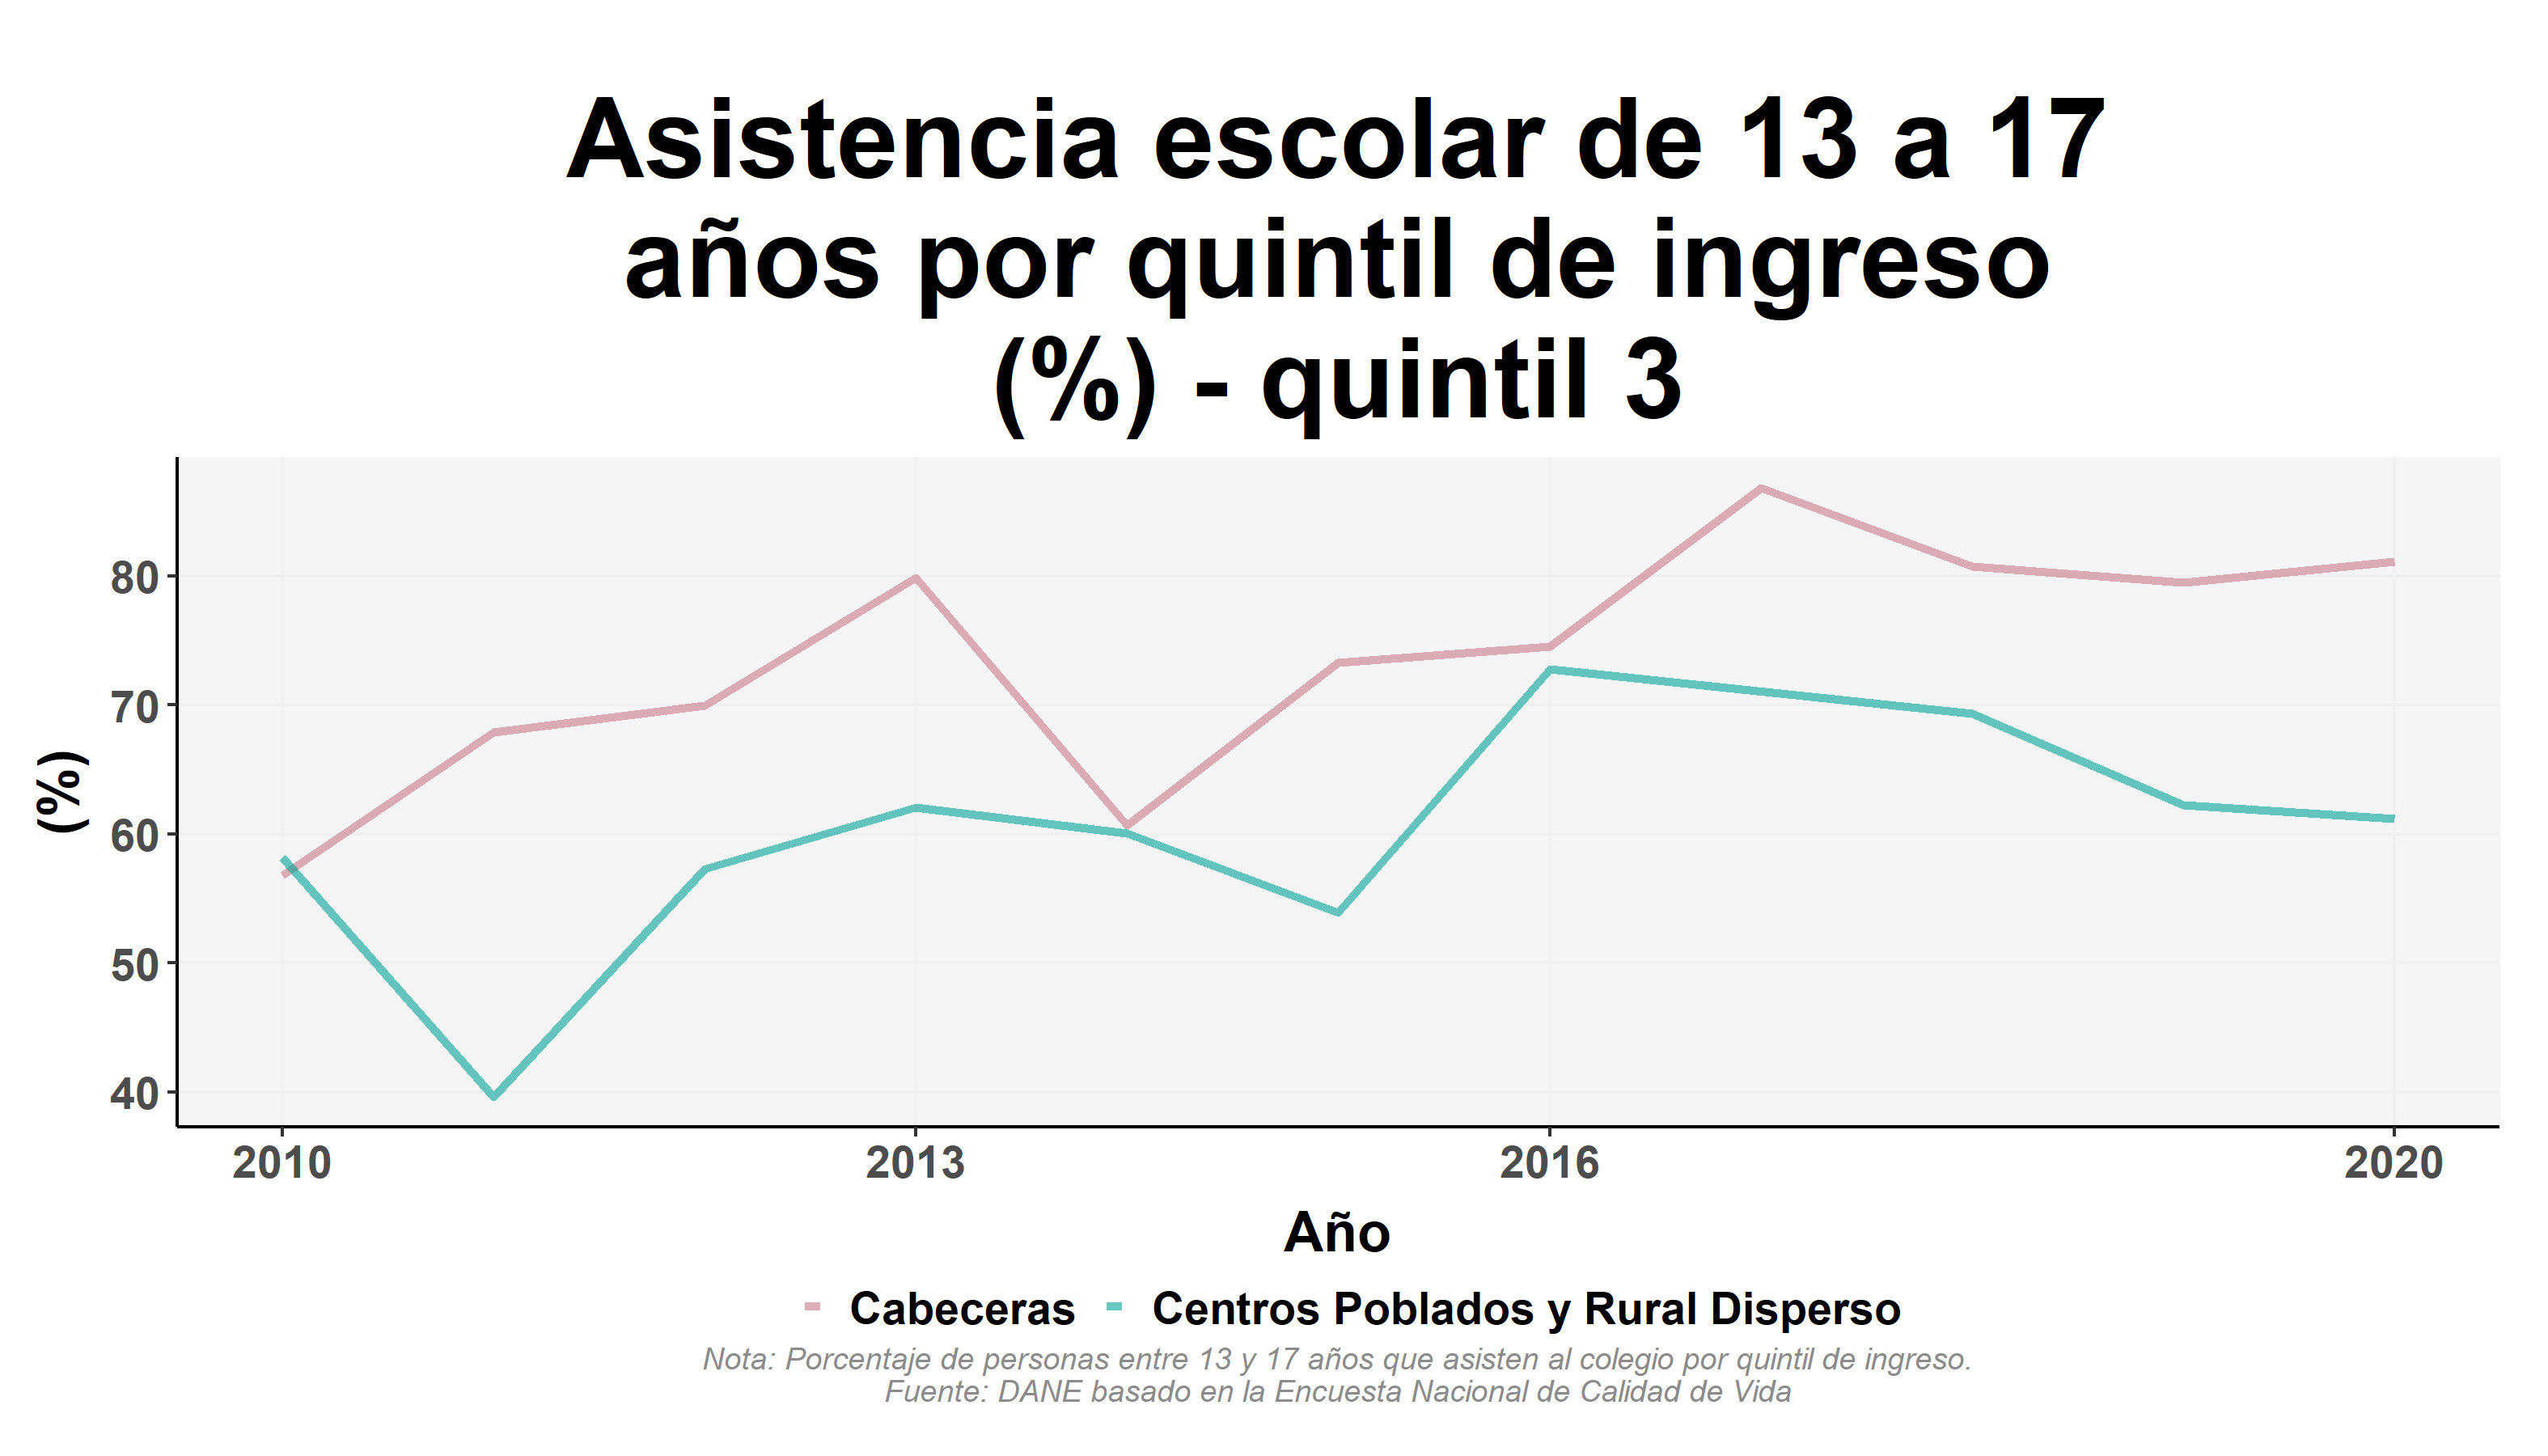 Asistencia escolar de 13 a 17
años por quintil de ingreso
(%) - quintil 3
(%)
80
70
60
50
40
2010 2013 2016 2020
Año
Cabeceras Centros Poblados y Rural Disperso
Nota: Porcentaje de personas entre 13 y 17 años que asisten al colegio por quintil de ingreso.
Fuente: DANE basado en la Encuesta Nacional de Calidad de Vida